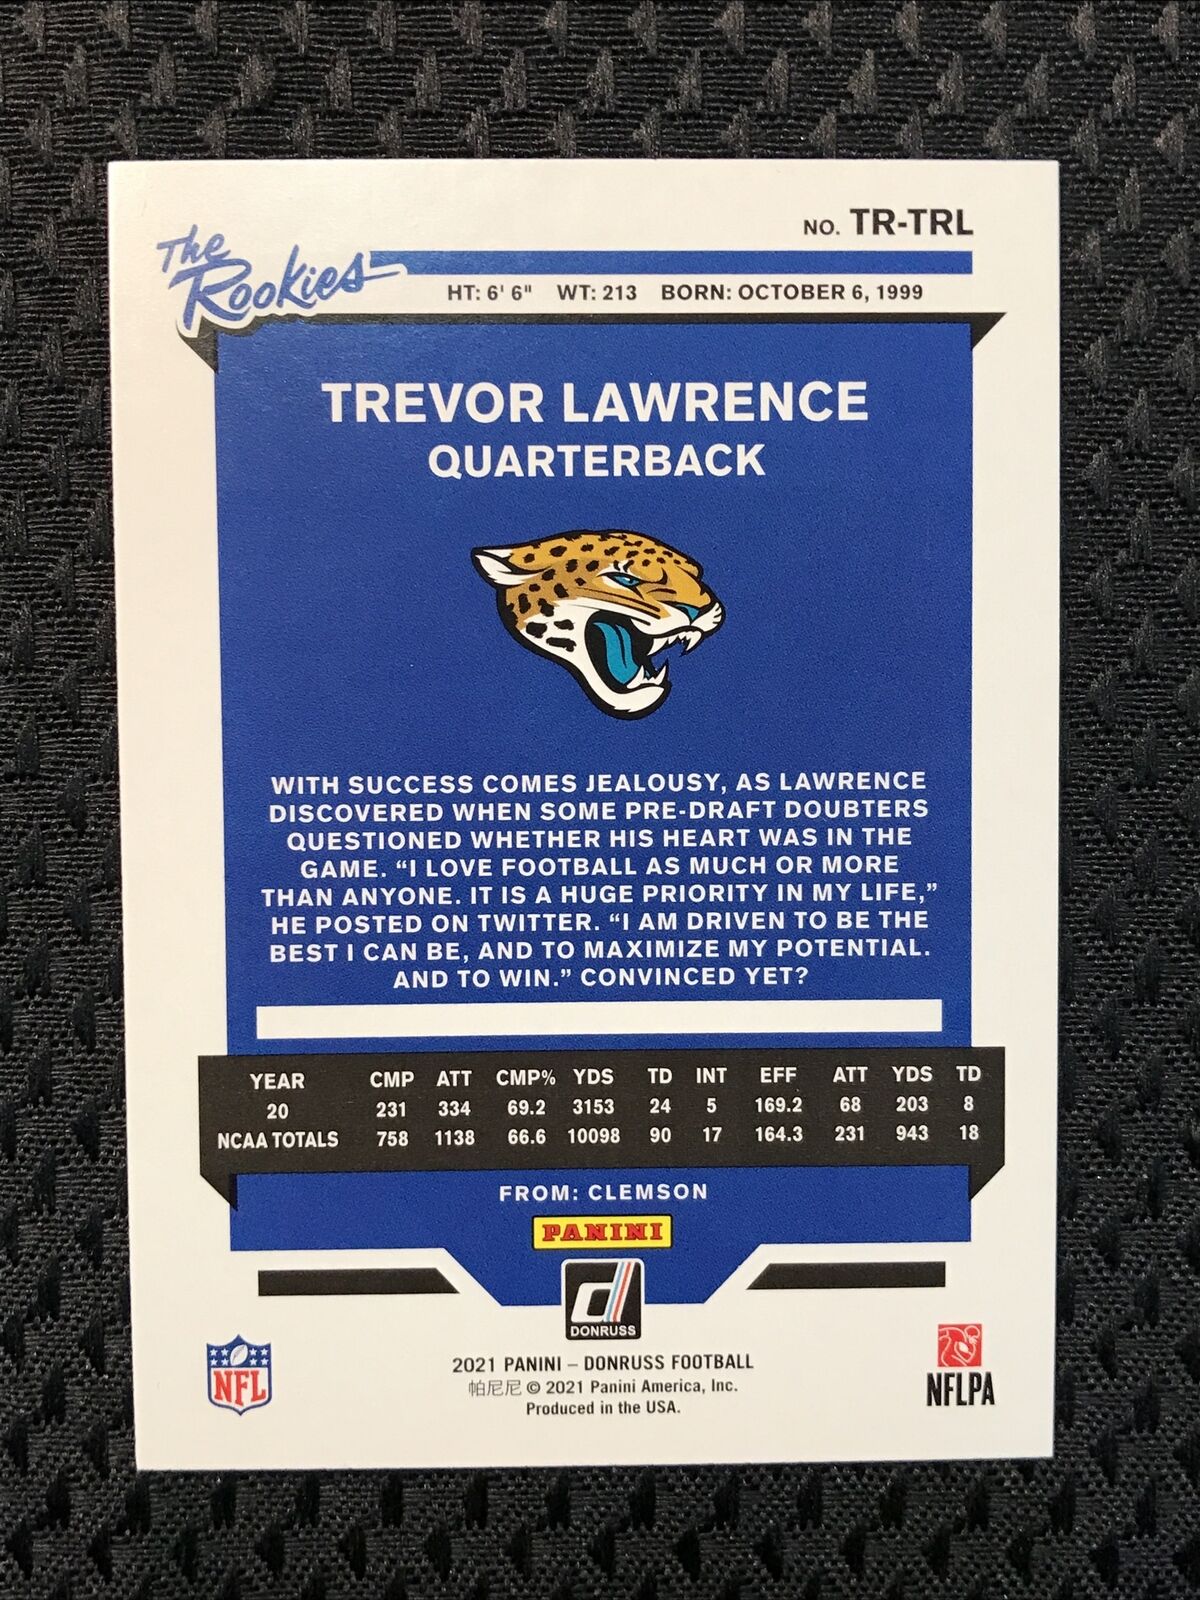 NO. TR-TRL
The
Rookies
HT: 6' 6" WT: 213 BORN: OCTOBER 6, 1999
TREVOR LAWRENCE
QUARTERBACK
WITH SUCCESS COMES JEALOUSY, AS LAWRENCE
DISCOVERED WHEN SOME PRE-DRAFT DOUBTERS
QUESTIONED WHETHER HIS HEART WAS IN THE
GAME. “I LOVE FOOTBALL AS MUCH OR MORE
THAN ANYONE. IT IS A HUGE PRIORITY IN MY LIFE,”
HE POSTED ON TWITTER. “I AM DRIVEN TO BE THE
BEST I CAN BE, AND TO MAXIMIZE MY POTENTIAL.
AND TO WIN.” CONVINCED YET?
YEAR CMP ATT CMP% YDS TD INT EFF ATT YDS TD
20 231 334 69.2 3153 24 5 169.2 68 203 8
NCAA TOTALS 758 1138 66.6 10098 90 17 164.3 231 943 18
FROM: CLEMSON
PANINI
d
DONRUSS
NFL
2021 PANINI – DONRUSS FOOTBALL
帕尼尼 © 2021 Panini America, Inc.
Produced in the USA.
NFLPA